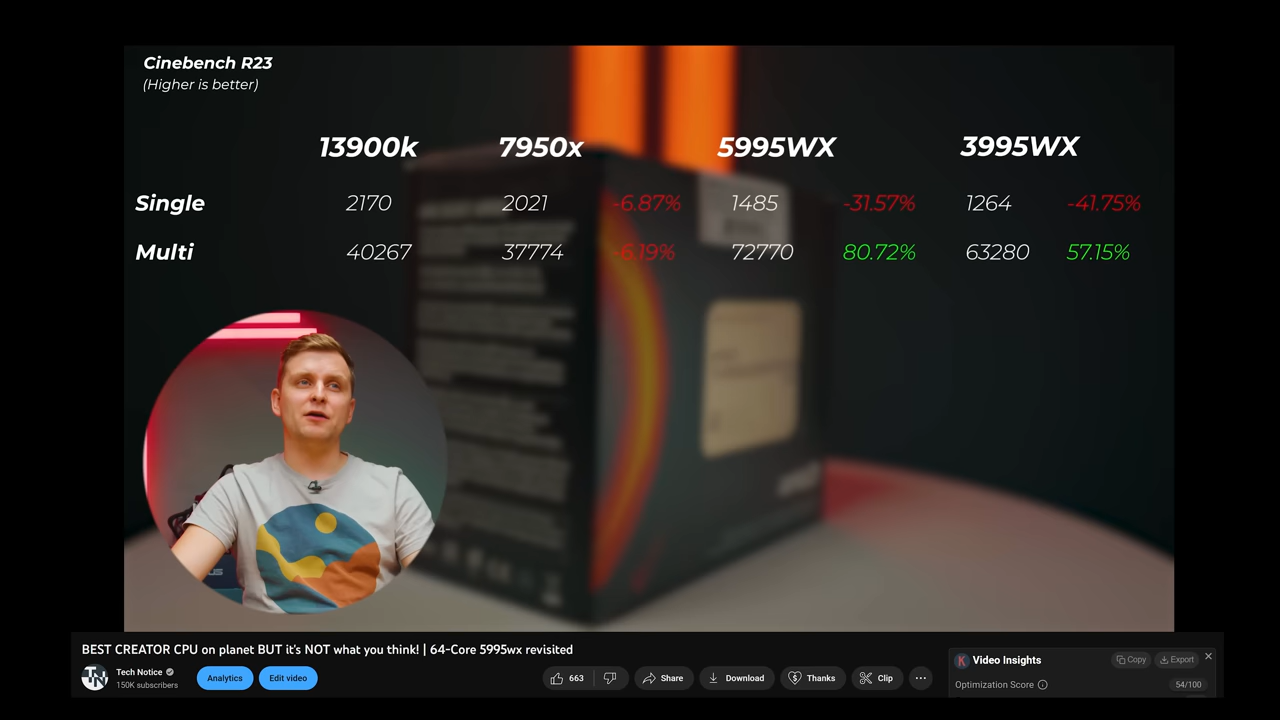 Cinebench R23
(Higher is better)
13900k 7950x 5995WX 3995WX
Single 2170 2021 -6.87% 1485 -31.57% 1264 -41.75%
Multi 40267 37774 -6.19% 72770 80.72% 63280 57.15%
BEST CREATOR CPU on planet BUT it's NOT what you think! | 64-Core 5995wx revisited
TN Tech Notice
150K subscribers
Analytics Edit video 663 Share Download Thanks Clip ...
K Video Insights Copy Export
Optimization Score 54/100